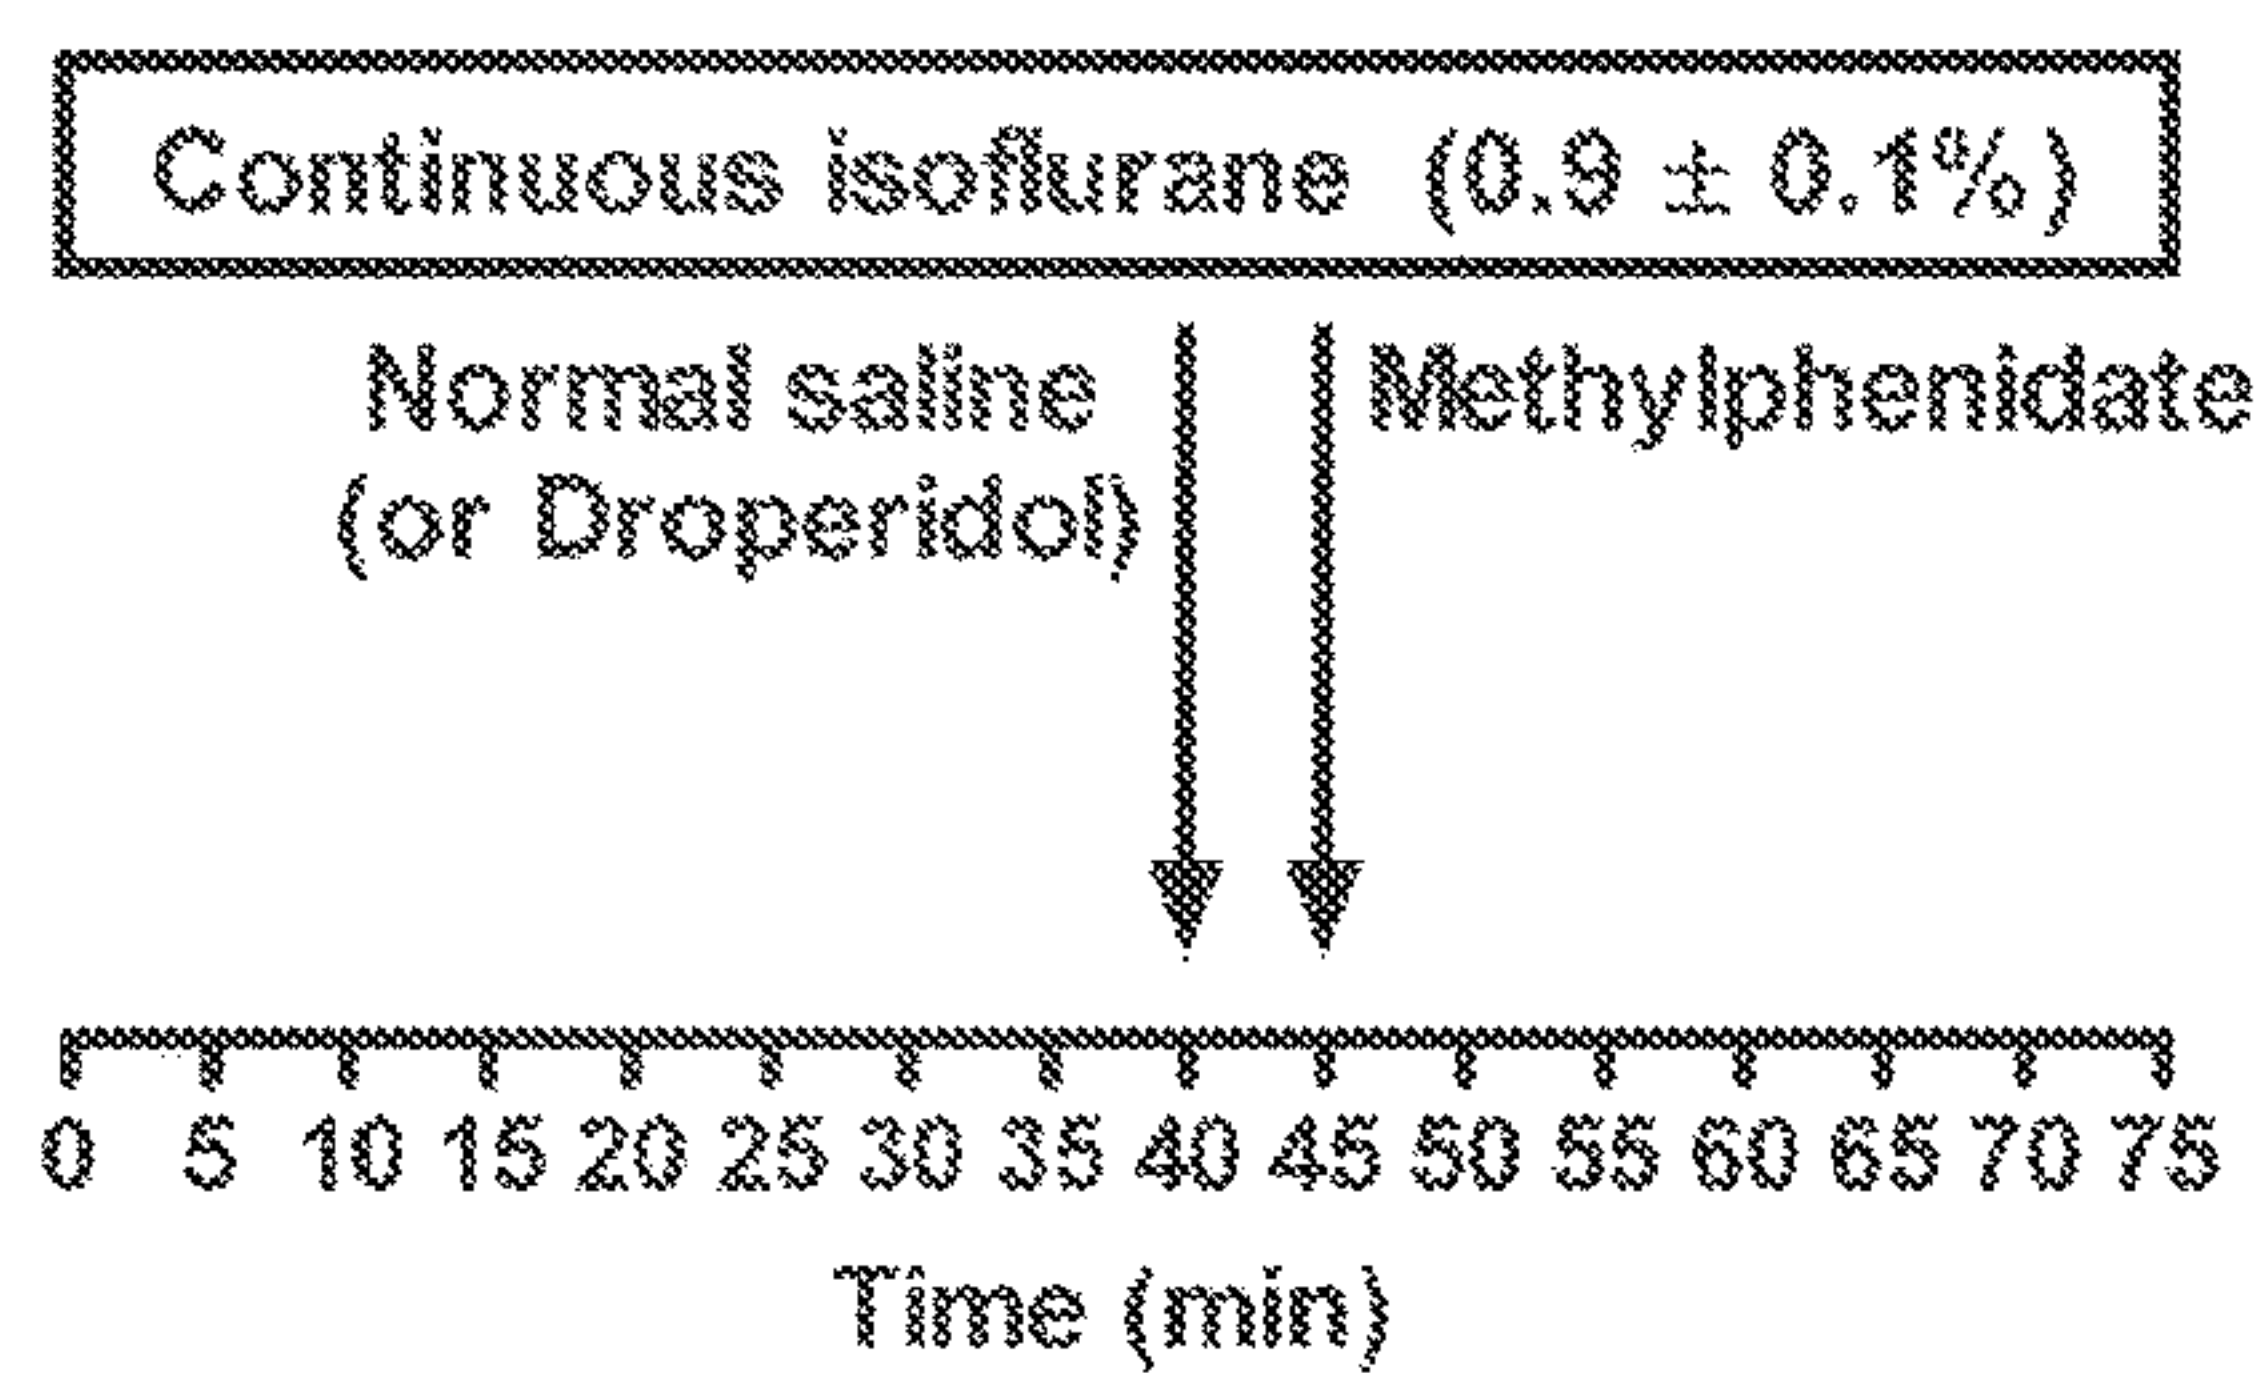 Continuous isoflurane (0.9 ± 0.1%)
Normal saline
(or Droperidol)
Methylphenidate
0 5 10 15 20 25 30 35 40 45 50 55 60 65 70 75
Time (min)